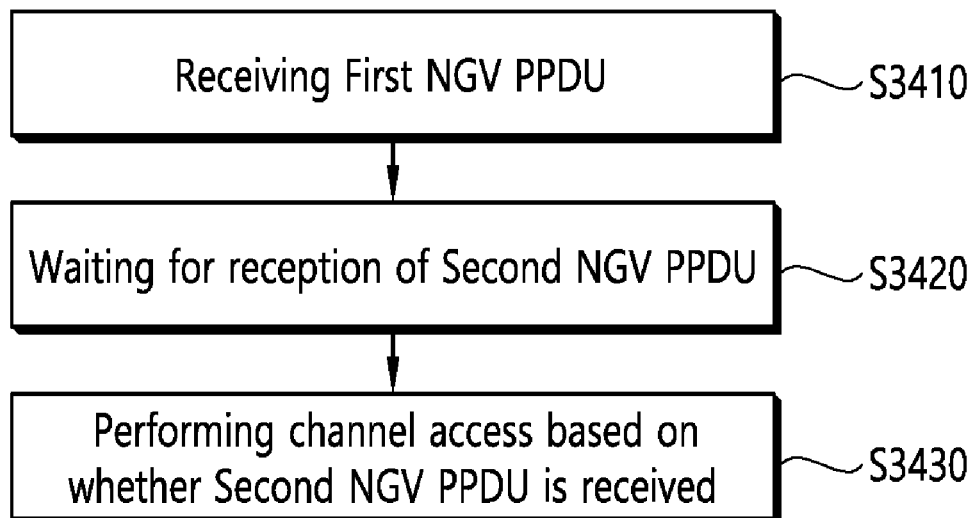 Receiving First NGV PPDU
S3410
Waiting for reception of Second NGV PPDU
S3420
Performing channel access based on
whether Second NGV PPDU is received
S3430